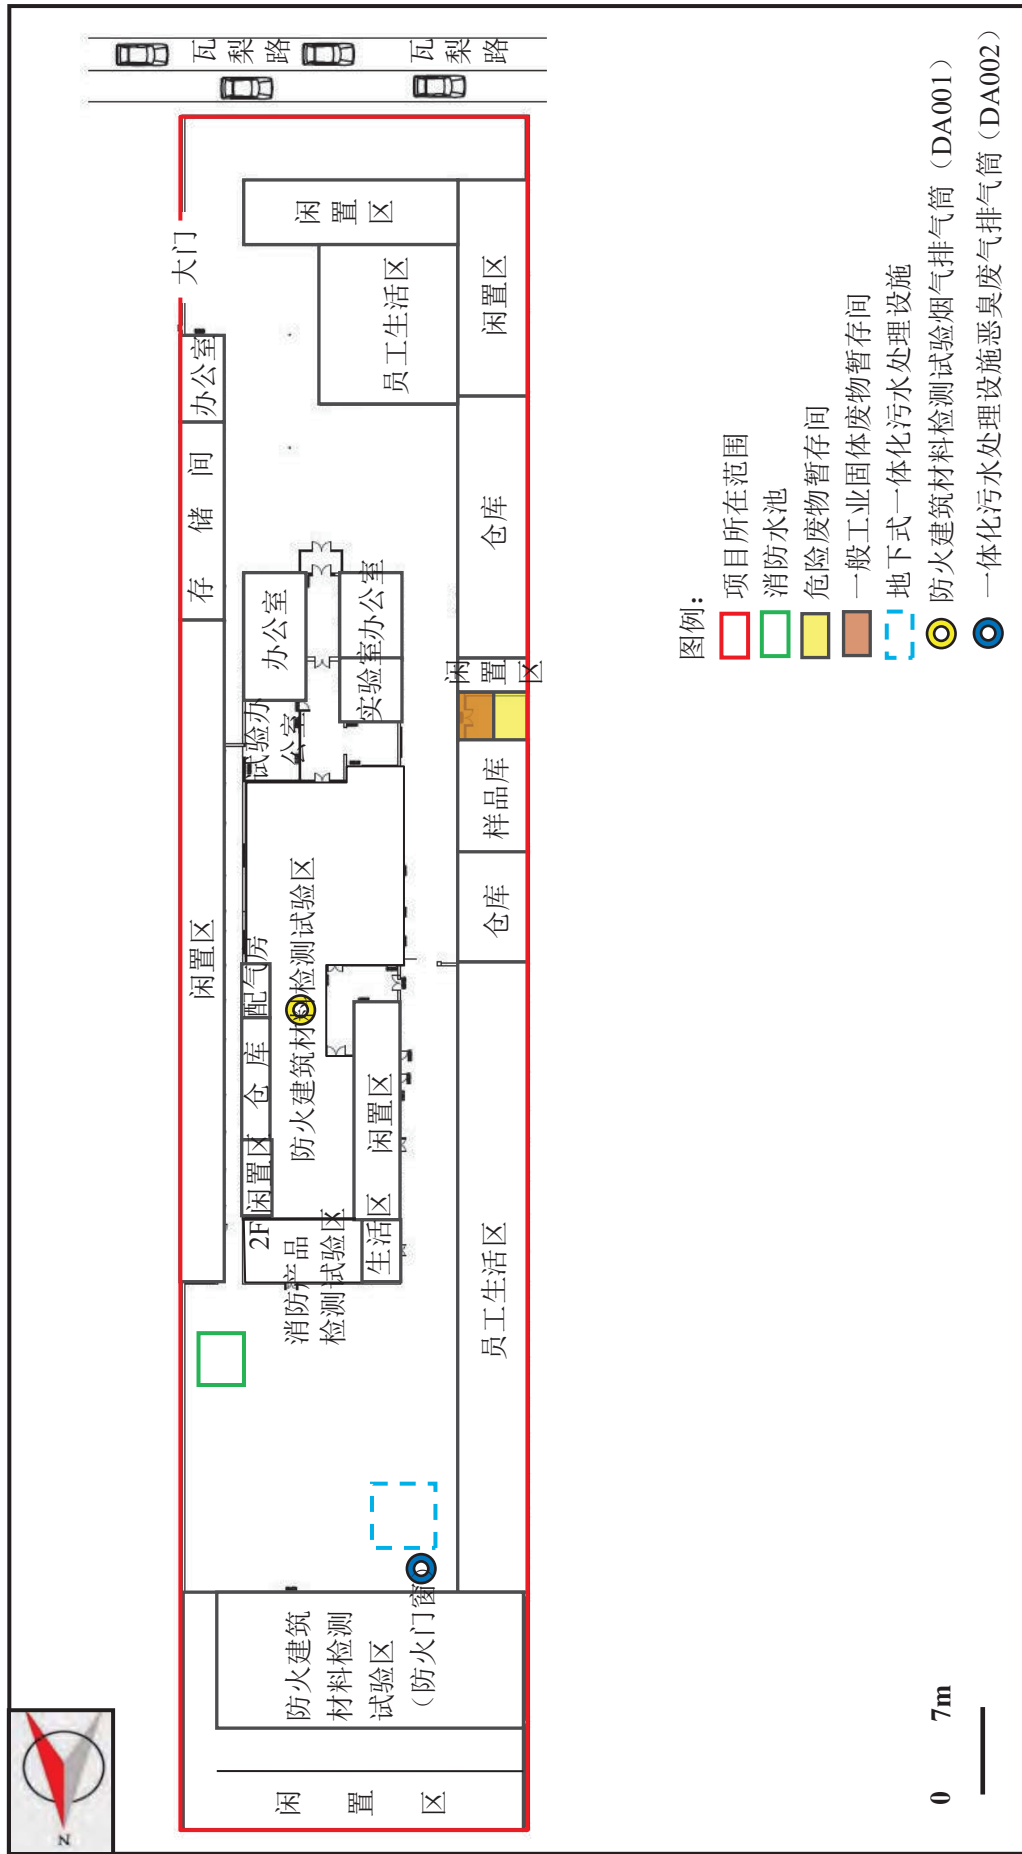 瓦梨路
瓦梨路
大门
闲置区
员工生活区
闲置区
办公室
存储间
仓库
办公室
实验室办公室
闲置区
试验办
公室
样品库
仓库
闲置区
配气房
防火建筑材料检测试验区
仓库
闲置区
闲置区
2F
消防产品
检测试验区
生活区
员工生活区
防火建筑
材料检测
试验区
（防火门窗
闲置区
N
图例：
项目所在范围
消防水池
危险废物暂存间
一般工业固体废物暂存间
地下式一体化污水处理设施
防火建筑材料检测试验烟气排气筒（DA001）
一体化污水处理设施恶臭废气排气筒（DA002）
0 7m